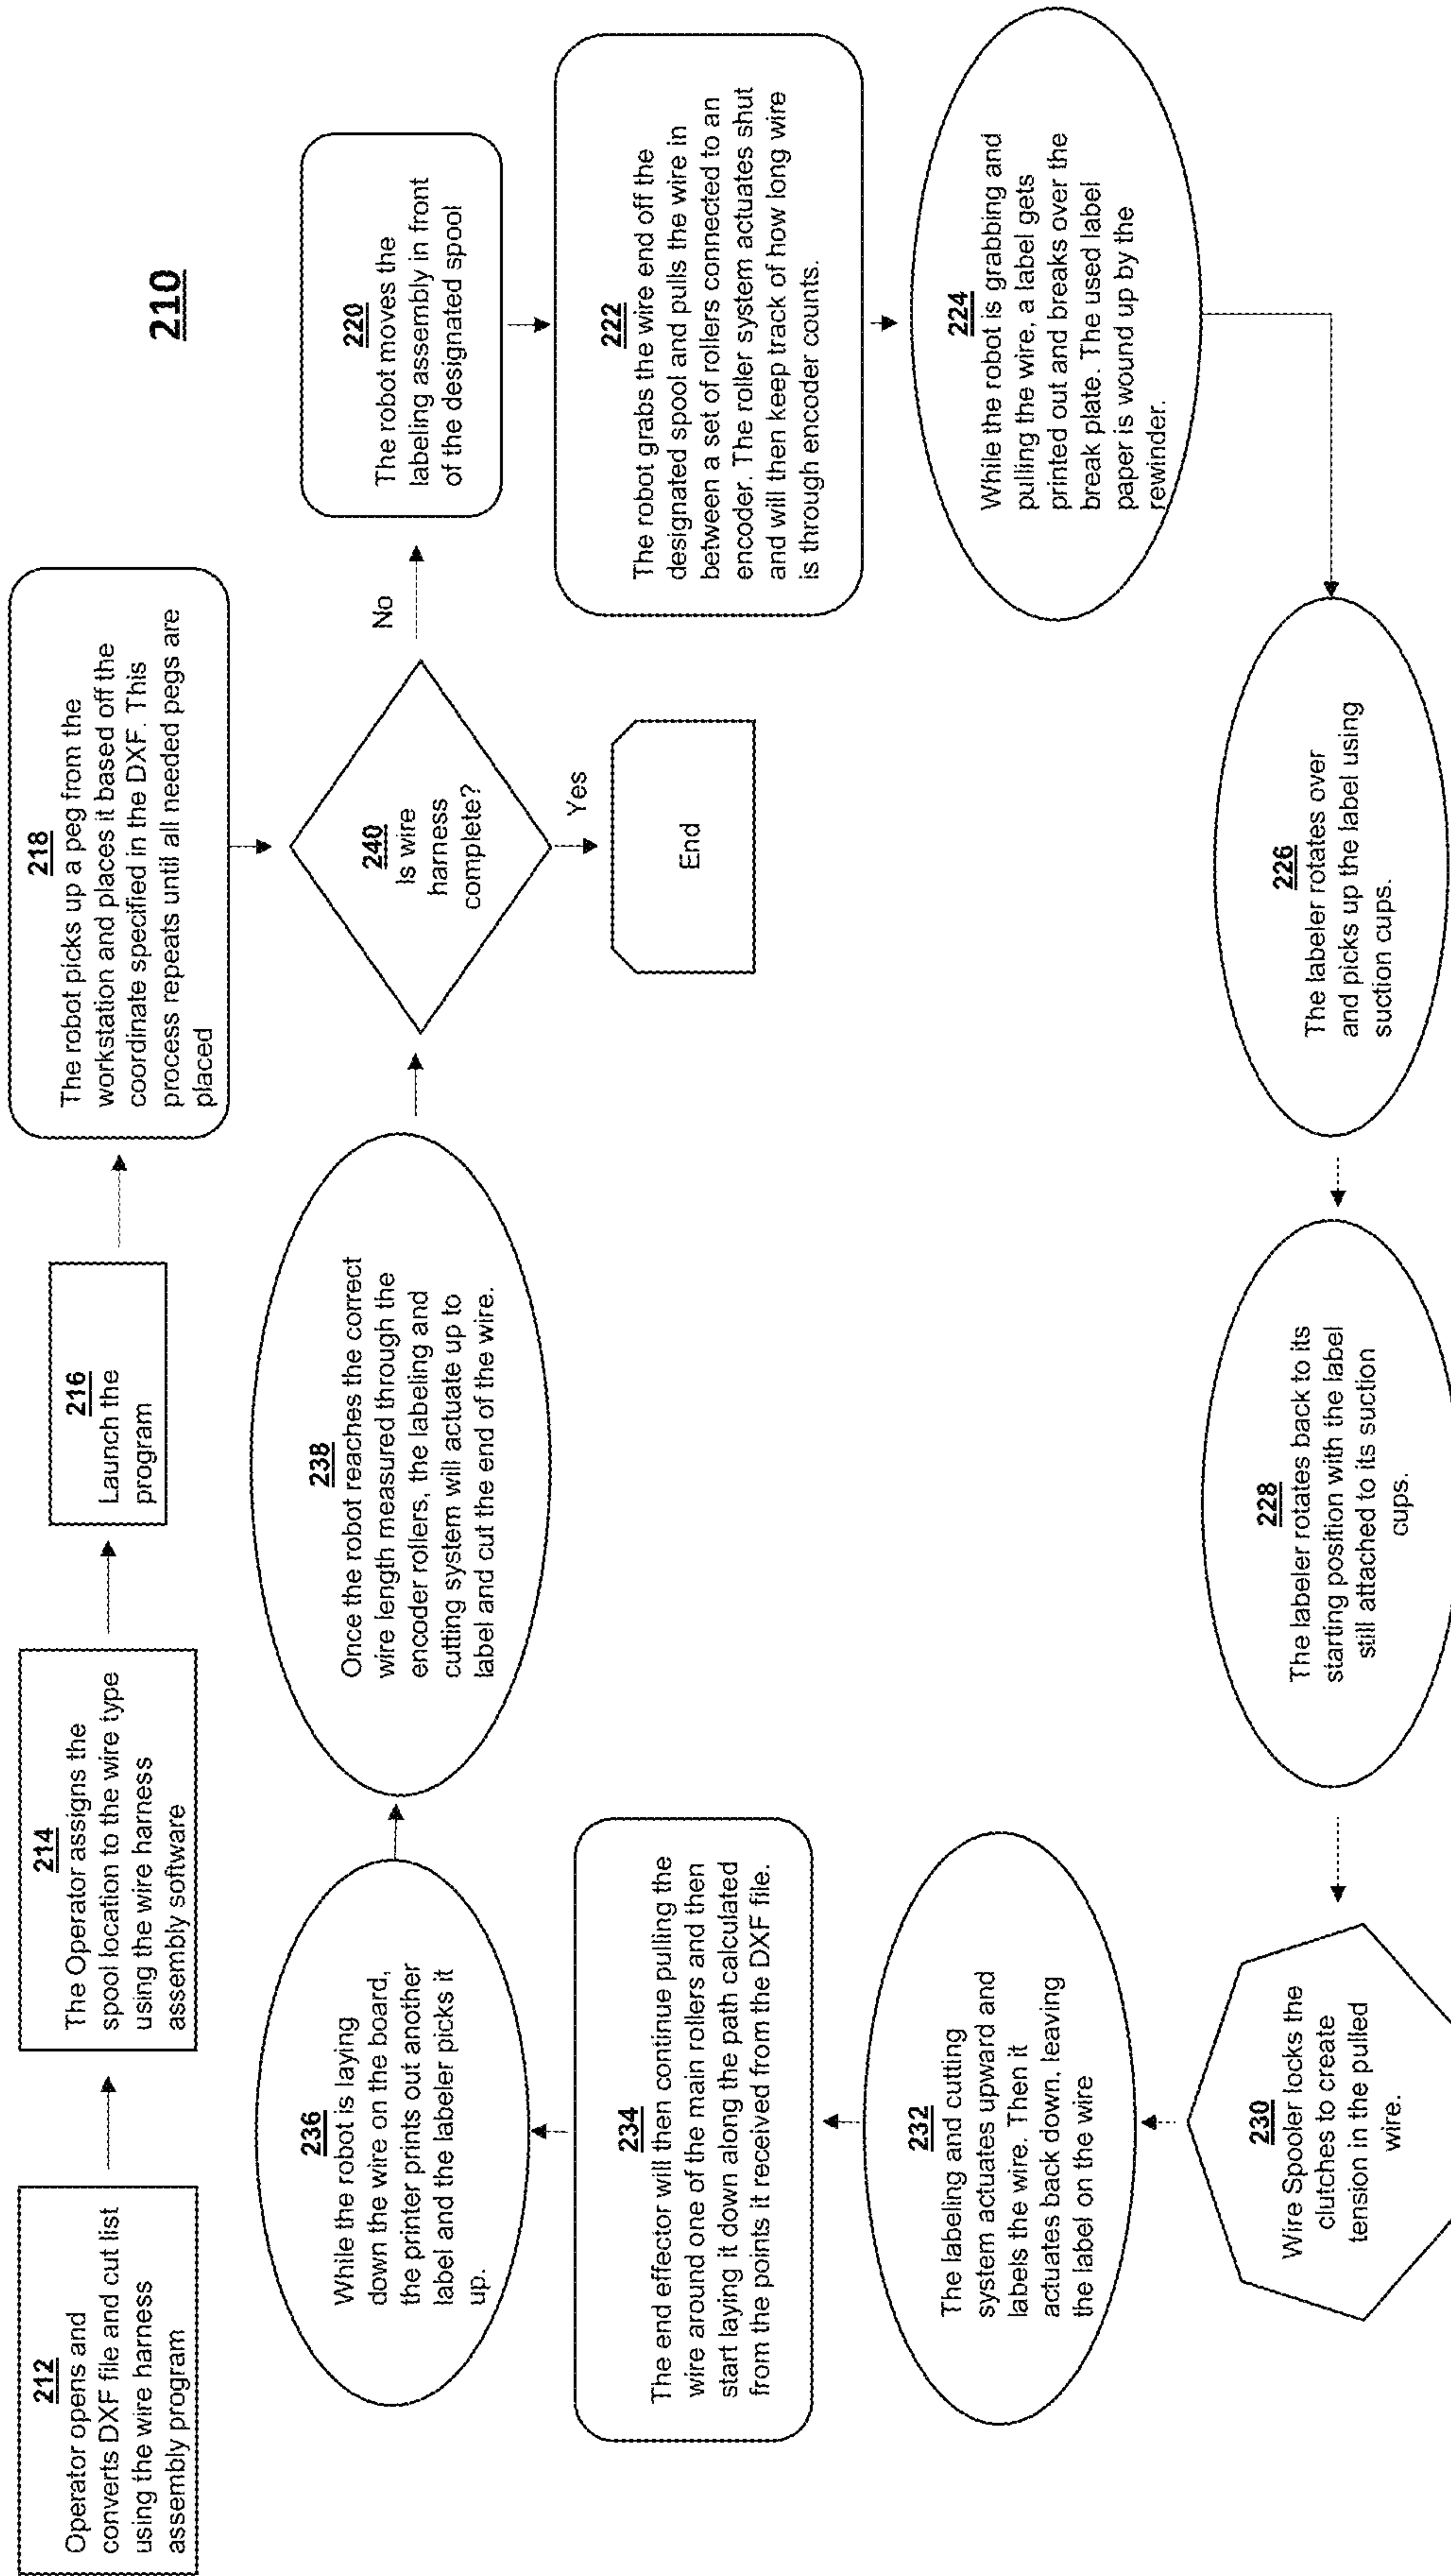 210
212
Operator opens and
converts DXF file and cut list
using the wire harness
assembly program
214
The Operator assigns the
spool location to the wire type
using the wire harness
assembly software
216
Launch the
program
218
The robot picks up a peg from the
workstation and places it based off the
coordinate specified in the DXF. This
process repeats until all needed pegs are
placed
240
Is wire
harness
complete?
No
Yes
End
220
The robot moves the
labeling assembly in front
of the designated spool
222
The robot grabs the wire end off the
designated spool and pulls the wire in
between a set of rollers connected to an
encoder. The roller system actuates shut
and will then keep track of how long wire
is through encoder counts.
224
While the robot is grabbing and
pulling the wire, a label gets
printed out and breaks over the
break plate. The used label
paper is wound up by the
rewinder.
226
The labeler rotates over
and picks up the label using
suction cups.
228
The labeler rotates back to its
starting position with the label
still attached to its suction
cups.
230
Wire Spooler locks the
clutches to create
tension in the pulled
wire.
232
The labeling and cutting
system actuates upward and
labels the wire. Then it
actuates back down, leaving
the label on the wire
234
The end effector will then continue pulling the
wire around one of the main rollers and then
start laying it down along the path calculated
from the points it received from the DXF file.
236
While the robot is laying
down the wire on the board,
the printer prints out another
label and the labeler picks it
up.
238
Once the robot reaches the correct
wire length measured through the
encoder rollers, the labeling and
cutting system will actuate up to
label and cut the end of the wire.